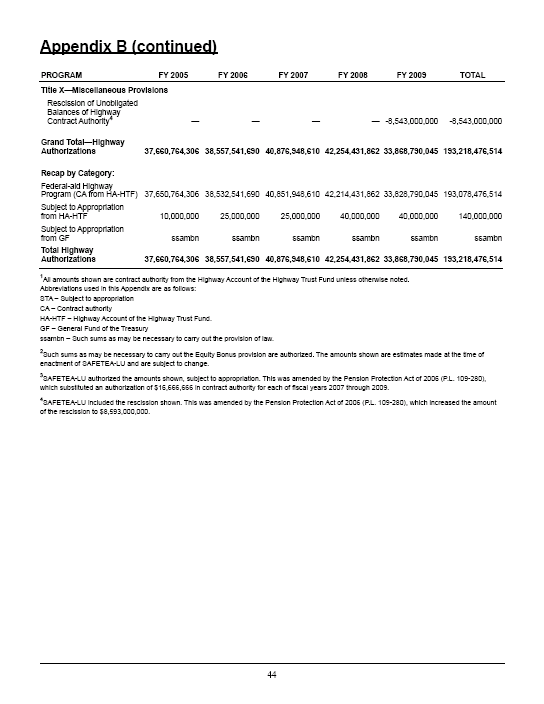 Appendix B (continued)
PROGRAM FY 2005 FY 2006 FY 2007 FY 2008 FY 2009 TOTAL
Title X—Miscellaneous Provisions
Rescission of Unobligated
Balances of Highway
Contract Authority4 — — — — -8,543,000,000 -8,543,000,000
Grand Total—Highway
Authorizations 37,660,764,306 38,557,541,690 40,876,948,610 42,254,431,862 33,868,790,045 193,218,476,514
Recap by Category:
Federal-aid Highway
Program (CA from HA-HTF) 37,650,764,306 38,532,541,690 40,851,948,610 42,214,431,862 33,828,790,045 193,078,476,514
Subject to Appropriation
from HA-HTF 10,000,000 25,000,000 25,000,000 40,000,000 40,000,000 140,000,000
Subject to Appropriation
from GF ssambn ssambn ssambn ssambn ssambn ssambn
Total Highway
Authorizations 37,660,764,306 38,557,541,690 40,876,948,610 42,254,431,862 33,868,790,045 193,218,476,514
1All amounts shown are contract authority from the Highway Account of the Highway Trust Fund unless otherwise noted.
Abbreviations used in this Appendix are as follows:
STA – Subject to appropriation
CA – Contract authority
HA-HTF – Highway Account of the Highway Trust Fund.
GF – General Fund of the Treasury
ssambn – Such sums as may be necessary to carry out the provision of law.
2Such sums as may be necessary to carry out the Equity Bonus provision are authorized. The amounts shown are estimates made at the time of
enactment of SAFETEA-LU and are subject to change.
3SAFETEA-LU authorized the amounts shown, subject to appropriation. This was amended by the Pension Protection Act of 2006 (P.L. 109-280),
which substituted an authorization of $16,666,666 in contract authority for each of fiscal years 2007 through 2009.
4SAFETEA-LU included the rescission shown. This was amended by the Pension Protection Act of 2006 (P.L. 109-280), which increased the amount
of the rescission to $8,593,000,000.
44